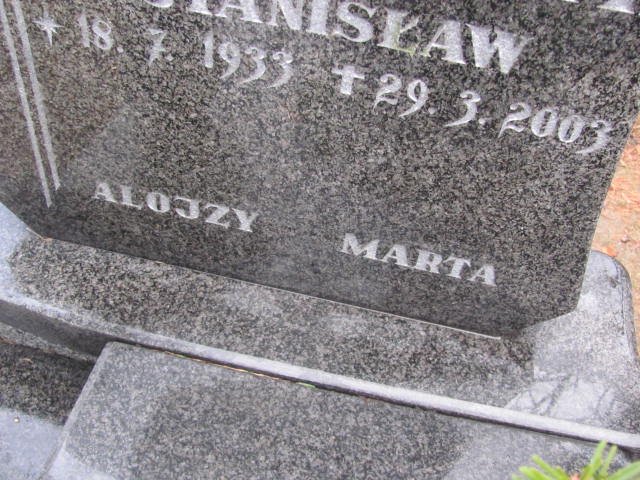 STANISŁAW
* 18. 7. 1933 ✝ 29. 3. 2003
ALOJZY MARTA